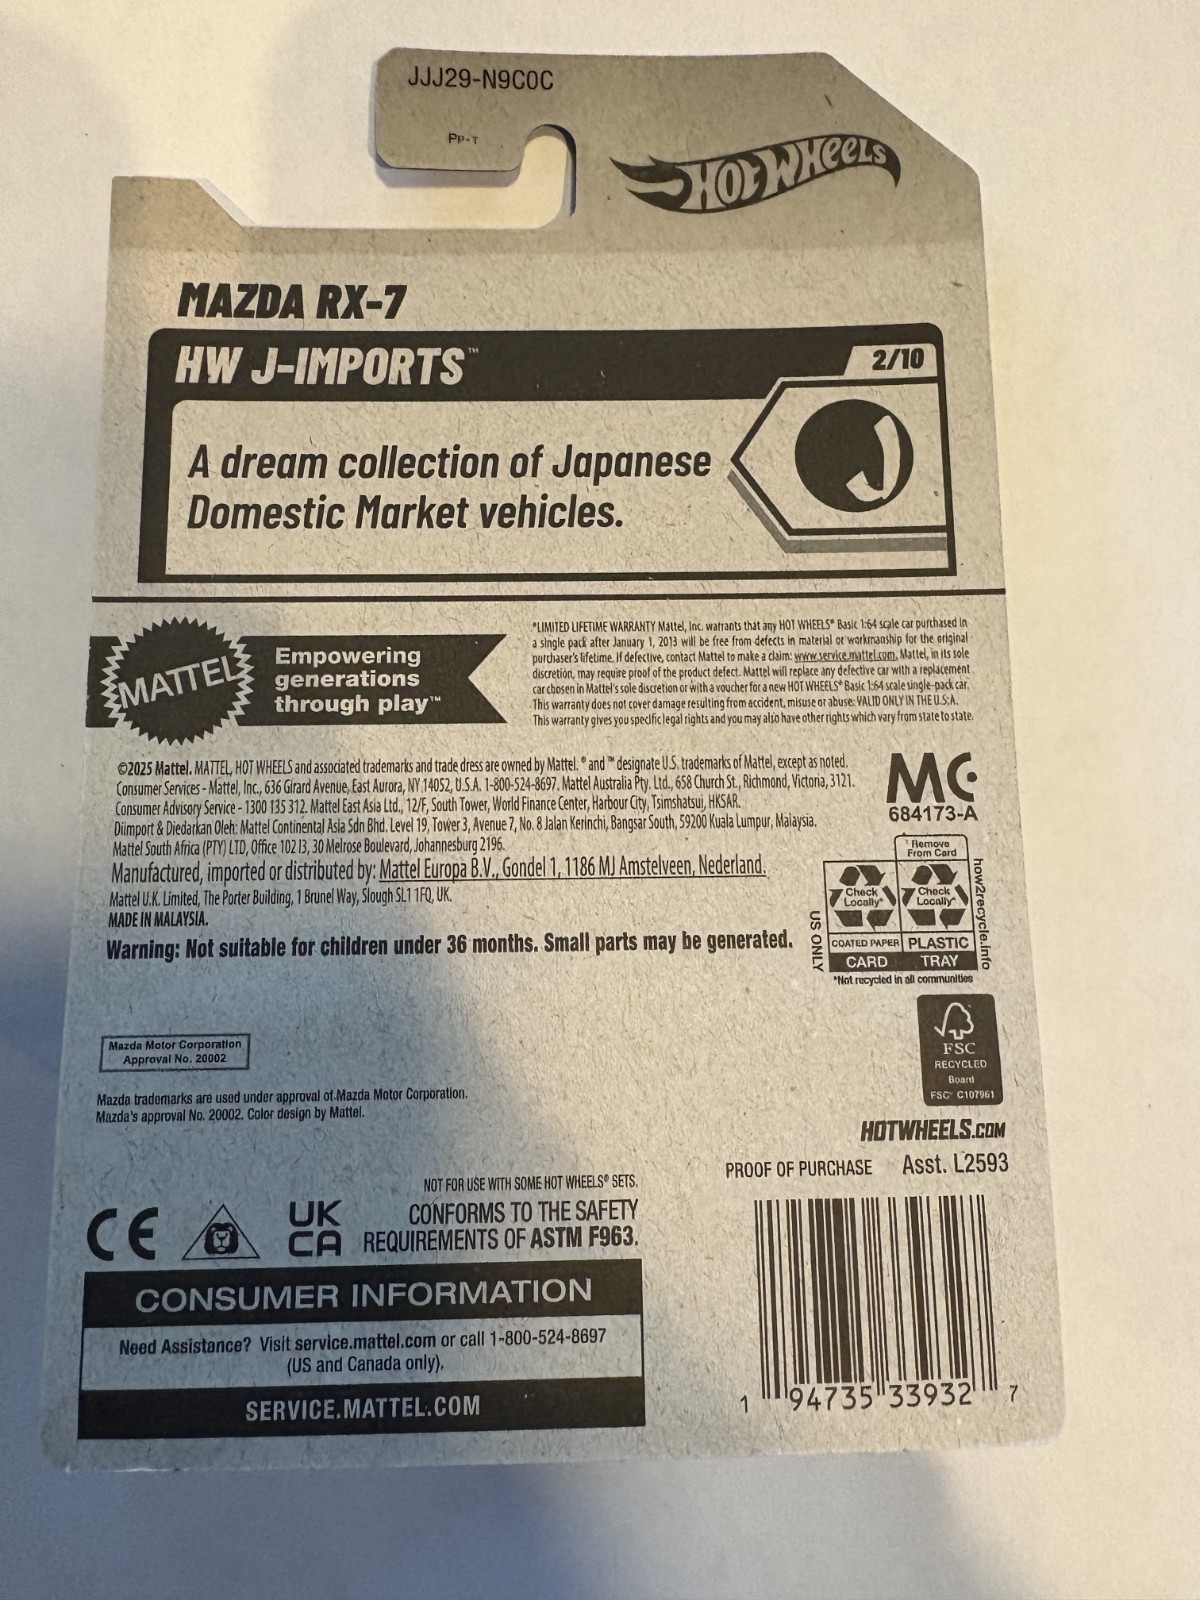 JJJ29-N9C0C
PP-T
HOT WHEELS
MAZDA RX-7
HW J-IMPORTS™
2/10
A dream collection of Japanese
Domestic Market vehicles.
J
MATTEL
Empowering
generations
through play™
*LIMITED LIFETIME WARRANTY Mattel, Inc. warrants that any HOT WHEELS® Basic 1:64 scale car purchased in
a single pack after January 1, 2013 will be free from defects in material or workmanship for the original
purchaser's lifetime. If defective, contact Mattel to make a claim: www.service.mattel.com. Mattel, in its sole
discretion, may require proof of the product defect. Mattel will replace any defective car with a replacement
car chosen in Mattel's sole discretion or with a voucher for a new HOT WHEELS® Basic 1:64 scale single-pack car.
This warranty does not cover damage resulting from accident, misuse or abuse. VALID ONLY IN THE U.S.A.
This warranty gives you specific legal rights and you may also have other rights which vary from state to state.
©2025 Mattel. MATTEL, HOT WHEELS and associated trademarks and trade dress are owned by Mattel. ® and ™ designate U.S. trademarks of Mattel, except as noted.
Consumer Services - Mattel, Inc., 636 Girard Avenue, East Aurora, NY 14052, U.S.A. 1-800-524-8697. Mattel Australia Pty. Ltd., 658 Church St., Richmond, Victoria, 3121.
Consumer Advisory Service - 1300 135 312. Mattel East Asia Ltd., 12/F, South Tower, World Finance Center, Harbour City, Tsimshatsui, HKSAR.
Diimport & Diedarkan Oleh: Mattel Continental Asia Sdn Bhd. Level 19, Tower 3, Avenue 7, No. 8 Jalan Kerinchi, Bangsar South, 59200 Kuala Lumpur, Malaysia.
Mattel South Africa (PTY) LTD, Office 102 I3, 30 Melrose Boulevard, Johannesburg 2196.
Manufactured, imported or distributed by: Mattel Europa B.V., Gondel 1, 1186 MJ Amstelveen, Nederland.
Mattel U.K. Limited, The Porter Building, 1 Brunel Way, Slough SL1 1FQ, UK.
MADE IN MALAYSIA.
Warning: Not suitable for children under 36 months. Small parts may be generated.
MC
684173-A
Remove
From Card
Check
Locally*
Check
Locally*
COATED PAPER
PLASTIC
CARD
TRAY
US ONLY
how2recycle.info
*Not recycled in all communities
FSC
RECYCLED
Board
FSC® C107961
Mazda Motor Corporation
Approval No. 20002
Mazda trademarks are used under approval of Mazda Motor Corporation.
Mazda's approval No. 20002. Color design by Mattel.
HOTWHEELS.COM
PROOF OF PURCHASE Asst. L2593
NOT FOR USE WITH SOME HOT WHEELS® SETS.
CE
UK
CA
CONFORMS TO THE SAFETY
REQUIREMENTS OF ASTM F963.
CONSUMER INFORMATION
Need Assistance? Visit service.mattel.com or call 1-800-524-8697
(US and Canada only).
SERVICE.MATTEL.COM
1 94735 33932 7